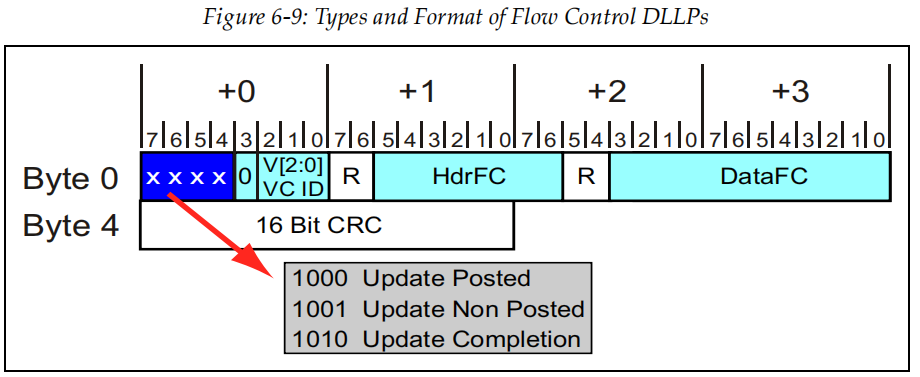 Figure 6-9: Types and Format of Flow Control DLLPs
+0 +1 +2 +3
7 6 5 4 3 2 1 0 7 6 5 4 3 2 1 0 7 6 5 4 3 2 1 0 7 6 5 4 3 2 1 0
Byte 0 x x x x 0 V[2:0] R HdrFC R DataFC
VC ID
Byte 4 16 Bit CRC
1000 Update Posted
1001 Update Non Posted
1010 Update Completion